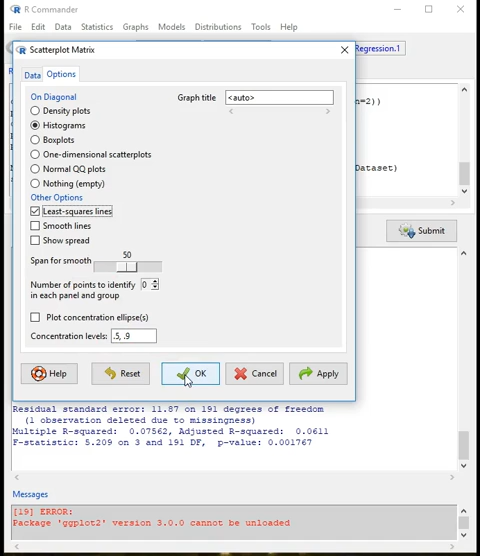 R Commander
File Edit Data Statistics Graphs Models Distributions Tools Help
Scatterplot Matrix
Regression.1
Data Options
On Diagonal
Graph title <auto>
Density plots
Histograms
Boxplots
One-dimensional scatterplots
Normal QQ plots
Nothing (empty)
Other Options
Least-squares lines
Smooth lines
Show spread
50
Span for smooth
Number of points to identify 0
in each panel and group
Plot concentration ellipse(s)
Concentration levels: .5, .9
Help Reset OK Cancel Apply
n=2))
Dataset)
Submit
Residual standard error: 11.87 on 191 degrees of freedom
(1 observation deleted due to missingness)
Multiple R-squared: 0.07562, Adjusted R-squared: 0.0611
F-statistic: 5.209 on 3 and 191 DF, p-value: 0.001767
Messages
[19] ERROR:
Package 'ggplot2' version 3.0.0 cannot be unloaded